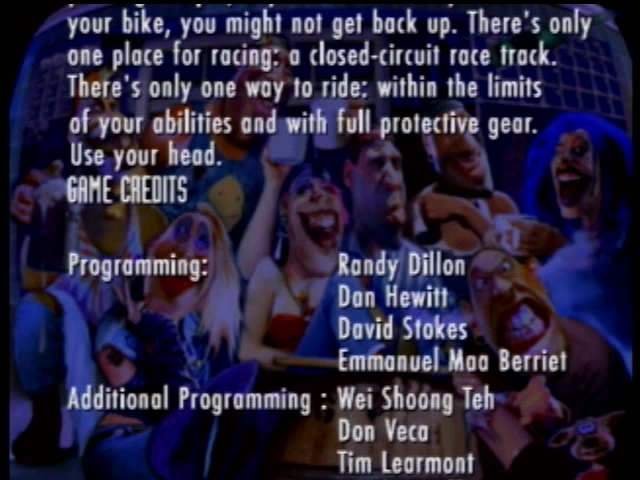 your bike, you might not get back up. There's only
one place for racing: a closed-circuit race track.
There's only one way to ride: within the limits
of your abilities and with full protective gear.
Use your head.
GAME CREDITS
Programming: Randy Dillon
Dan Hewitt
David Stokes
Emmanuel Maa Berriet
Additional Programming : Wei Shoong Teh
Don Veca
Tim Learmont